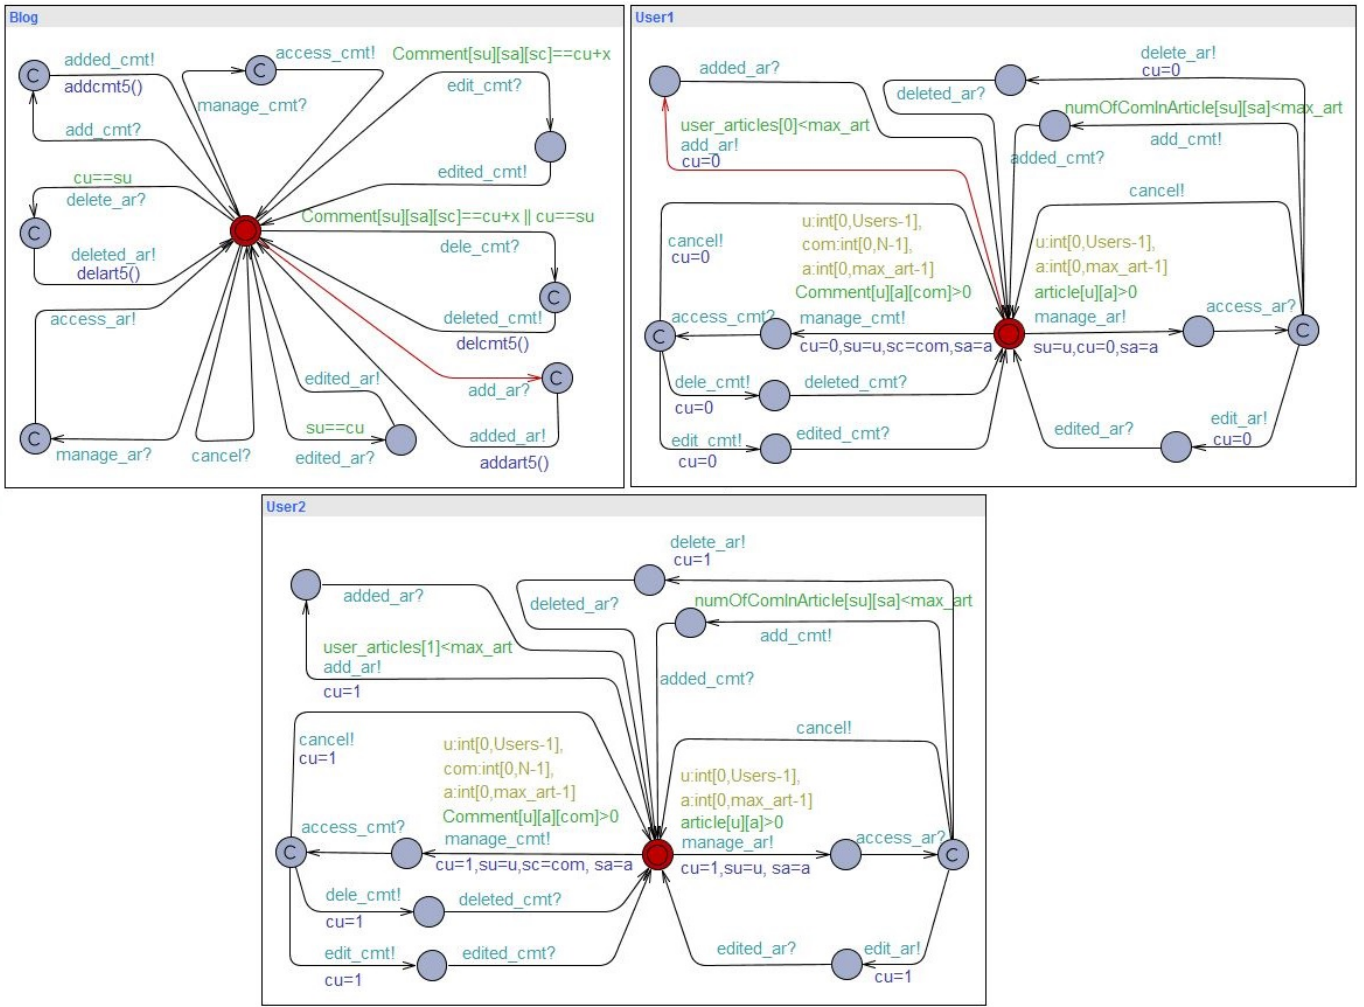 Blog
added_cmt!
addcmt5()
add_cmt?
access_cmt!
manage_cmt?
Comment[su][sa][sc]==cu+x
edit_cmt?
edited_cmt!
cu==su
delete_ar?
deleted_ar!
delart5()
access_ar!
C
C
C
C
C
C
Comment[su][sa][sc]==cu+x || cu==su
dele_cmt?
deleted_cmt!
delcmt5()
add_ar?
added_ar!
addart5()
edited_ar!
su==cu
edited_ar?
manage_ar?
cancel?
User1
added_ar?
user_articles[0]<max_art
add_ar!
cu=0
delete_ar!
cu=0
deleted_ar?
numOfComInArticle[su][sa]<max_art
add_cmt!
added_cmt?
cancel!
cancel!
cu=0
u:int[0,Users-1],
com:int[0,N-1],
a:int[0,max_art-1]
Comment[u][a][com]>0
manage_cmt!
cu=0,su=u,sc=com,sa=a
access_cmt?
C
u:int[0,Users-1],
a:int[0,max_art-1]
article[u][a]>0
manage_ar!
su=u,cu=0,sa=a
access_ar?
C
dele_cmt!
cu=0
deleted_cmt?
edit_cmt!
cu=0
edited_cmt?
edited_ar?
edit_ar!
cu=0
User2
added_ar?
user_articles[1]<max_art
add_ar!
cu=1
delete_ar!
cu=1
deleted_ar?
numOfComInArticle[su][sa]<max_art
add_cmt!
added_cmt?
cancel!
cancel!
cu=1
u:int[0,Users-1],
com:int[0,N-1],
a:int[0,max_art-1]
Comment[u][a][com]>0
manage_cmt!
cu=1,su=u,sc=com, sa=a
access_cmt?
C
u:int[0,Users-1],
a:int[0,max_art-1]
article[u][a]>0
manage_ar!
cu=1,su=u, sa=a
access_ar?
C
dele_cmt!
cu=1
deleted_cmt?
edit_cmt!
cu=1
edited_cmt?
edited_ar?
edit_ar!
cu=1